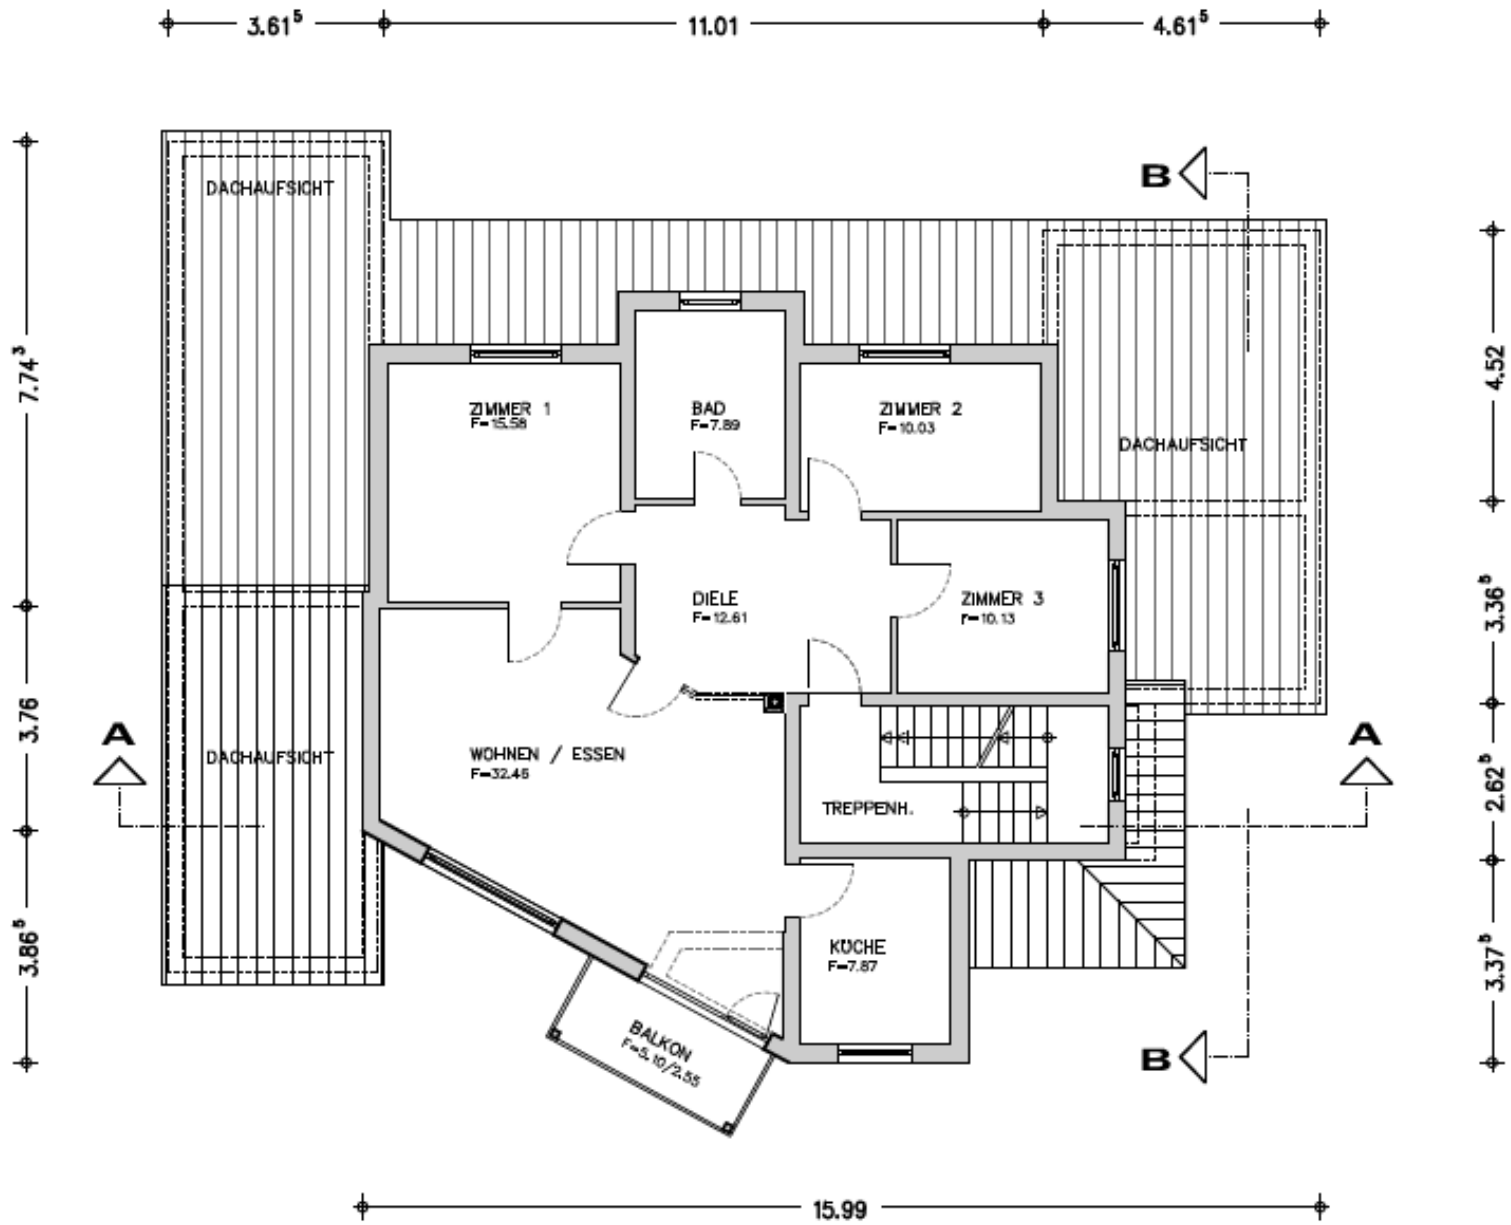 3.61⁵ 11.01 4.61⁵
B
DACHAUFSICHT
7.74³
4.52
ZIMMER 1
F=15.58
BAD
F=7.89
ZIMMER 2
F=10.03
DACHAUFSICHT
DIELE
F=12.61
ZIMMER 3
F=10.13
3.36⁵
3.76
A
A
DACHAUFSICHT
WOHNEN / ESSEN
F=32.46
TREPPENH.
2.62⁵
3.86⁵
KÜCHE
F=7.87
3.37⁵
BALKON
F=5.10/2.55
B
15.99